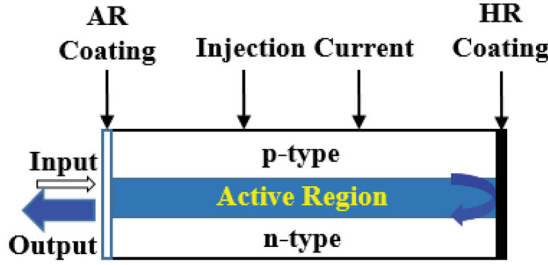 AR
Coating
Injection Current
HR
Coating
Input
Output
p-type
Active Region
n-type